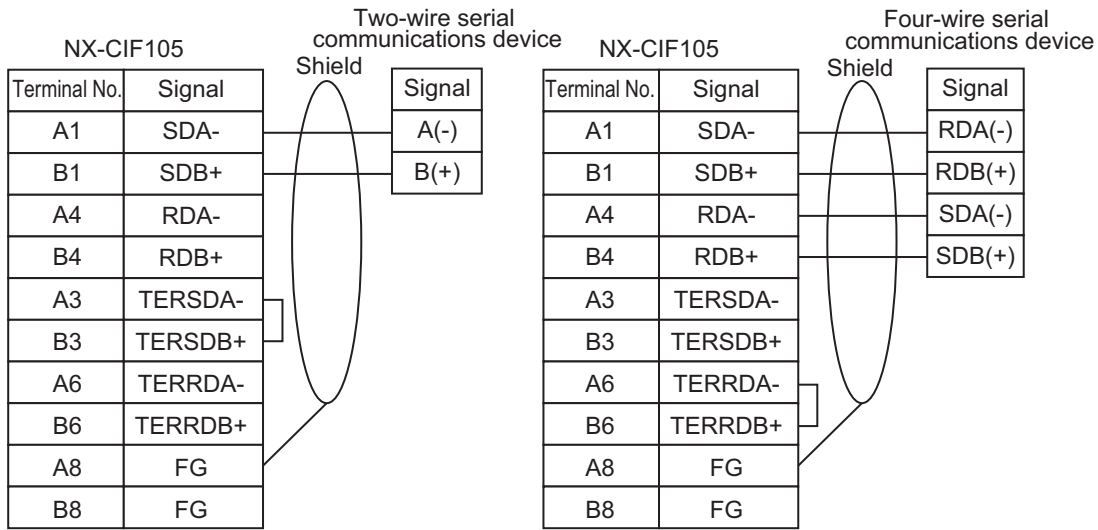 Two-wire serial
communications device
NX-CIF105
Shield
Terminal No. Signal
Signal
A1 SDA- A(-)
B1 SDB+ B(+)
A4 RDA-
B4 RDB+
A3 TERSDA-
B3 TERSDB+
A6 TERRDA-
B6 TERRDB+
A8 FG
B8 FG
Four-wire serial
communications device
NX-CIF105
Shield
Terminal No. Signal
Signal
A1 SDA- RDA(-)
B1 SDB+ RDB(+)
A4 RDA- SDA(-)
B4 RDB+ SDB(+)
A3 TERSDA-
B3 TERSDB+
A6 TERRDA-
B6 TERRDB+
A8 FG
B8 FG